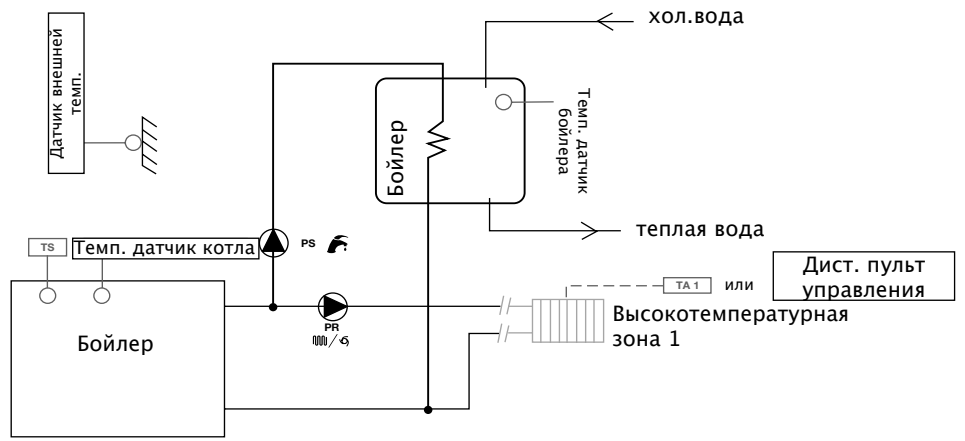 хол.вода
Датчик внешней
темп.
Бойлер
Темп. датчик
бойлера
теплая вода
TS
Темп. датчик котла
PS
Бойлер
PR
TA 1
или
Дист. пульт
управления
Высокотемпературная
зона 1